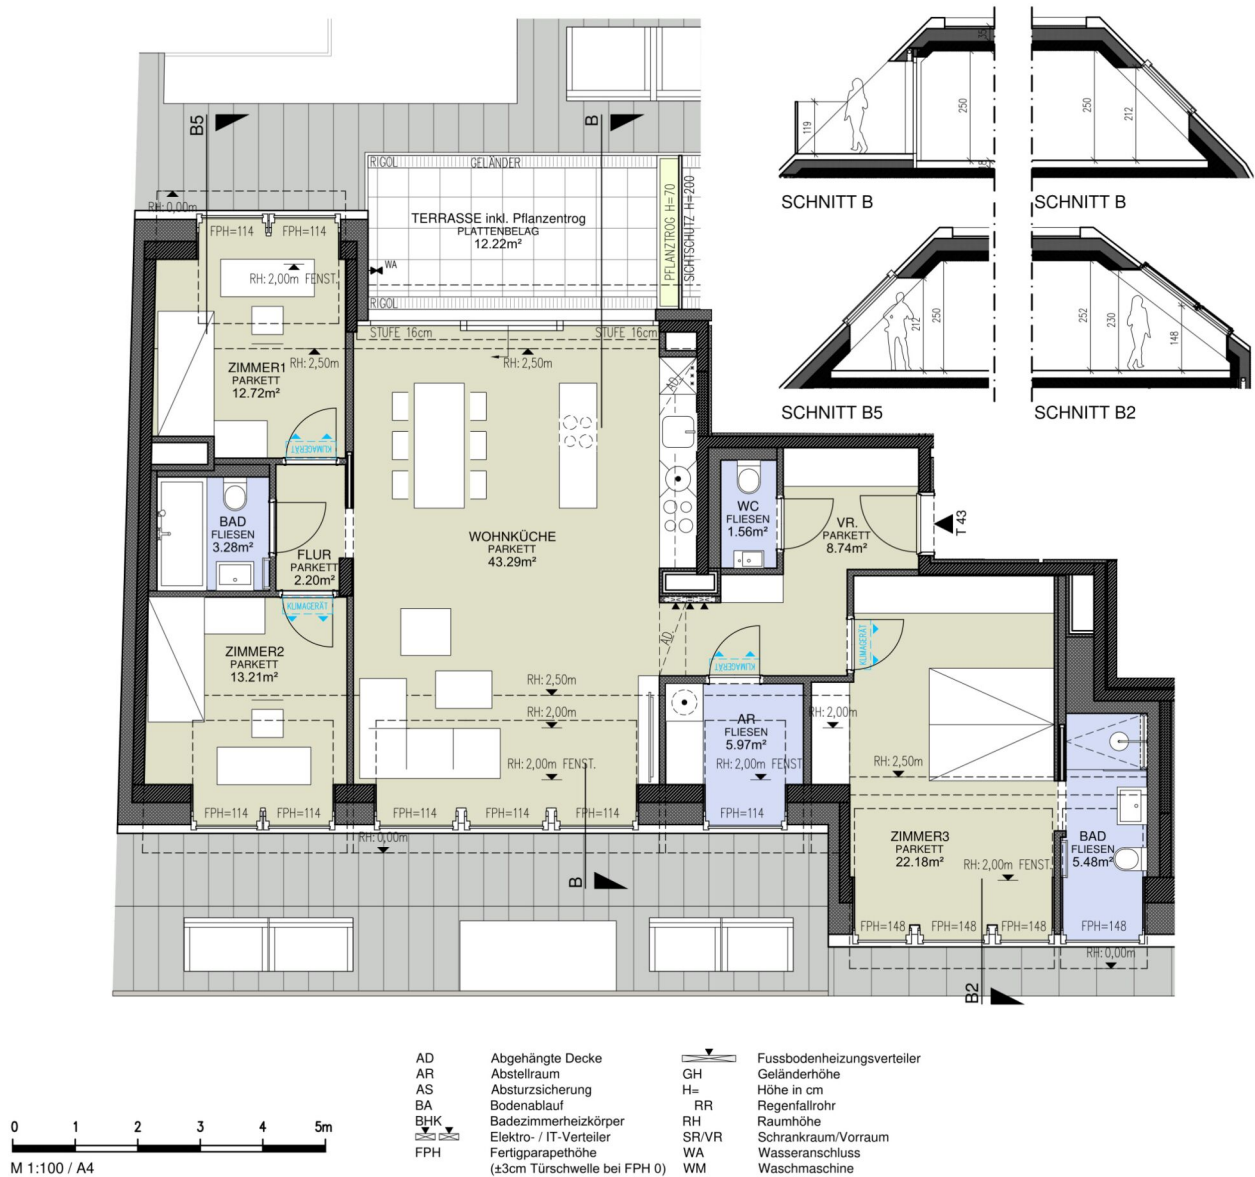 B5
B
35
250
119
18
250
212
SCHNITT B
SCHNITT B
212
250
252
230
148
SCHNITT B5
SCHNITT B2
RIGOL
GELÄNDER
TERRASSE inkl. Pflanzentrog
PLATTENBELAG
12.22m²
PFLANZTROG H=70
SICHTSCHUTZ H=200
WA
RIGOL
STUFE 16cm
STUFE 16cm
RH: 0,00m
FPH=114
FPH=114
RH: 2,00m FENST.
ZIMMER1
PARKETT
12.72m²
RH: 2,50m
RH: 2,50m
AD
KLIMAGERÄT
BAD
FLIESEN
3.28m²
FLUR
PARKETT
2.20m²
WOHNKÜCHE
PARKETT
43.29m²
WC
FLIESEN
1.56m²
VR.
PARKETT
8.74m²
T 43
KLIMAGERÄT
ZIMMER2
PARKETT
13.21m²
AD
KLIMAGERÄT
KLIMAGERÄT
RH: 2,50m
RH: 2,00m
RH: 2,00m FENST.
AR
FLIESEN
5.97m²
RH: 2,00m FENST
RH: 2,00m
RH: 2,50m
FPH=114
FPH=114
FPH=114
FPH=114
FPH=114
FPH=114
RH: 0,00m
ZIMMER3
PARKETT
22.18m²
RH: 2,00m FENST.
BAD
FLIESEN
5.48m²
FPH=148
FPH=148
FPH=148
FPH=148
RH: 0,00m
B
B2
AD Abgehängte Decke
AR Abstellraum
AS Absturzsicherung
BA Bodenablauf
BHK Badezimmerheizkörper
Elektro- / IT-Verteiler
FPH Fertigparapethöhe
(±3cm Türschwelle bei FPH 0)
Fussbodenheizungsverteiler
GH Geländerhöhe
H= Höhe in cm
RR Regenfallrohr
RH Raumhöhe
SR/VR Schrankraum/Vorraum
WA Wasseranschluss
WM Waschmaschine
0 1 2 3 4 5m
M 1:100 / A4